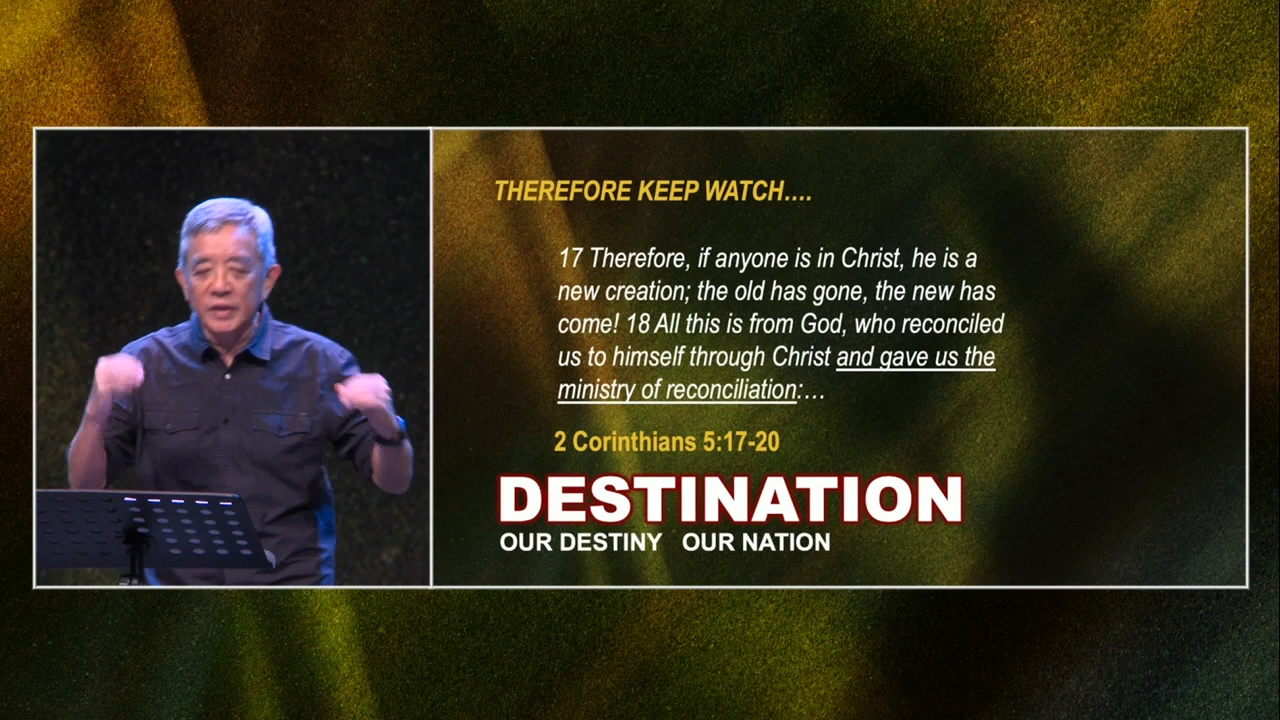 THEREFORE KEEP WATCH....
17 Therefore, if anyone is in Christ, he is a
new creation; the old has gone, the new has
come! 18 All this is from God, who reconciled
us to himself through Christ and gave us the
ministry of reconciliation:…
2 Corinthians 5:17-20
DESTINATION
OUR DESTINY OUR NATION